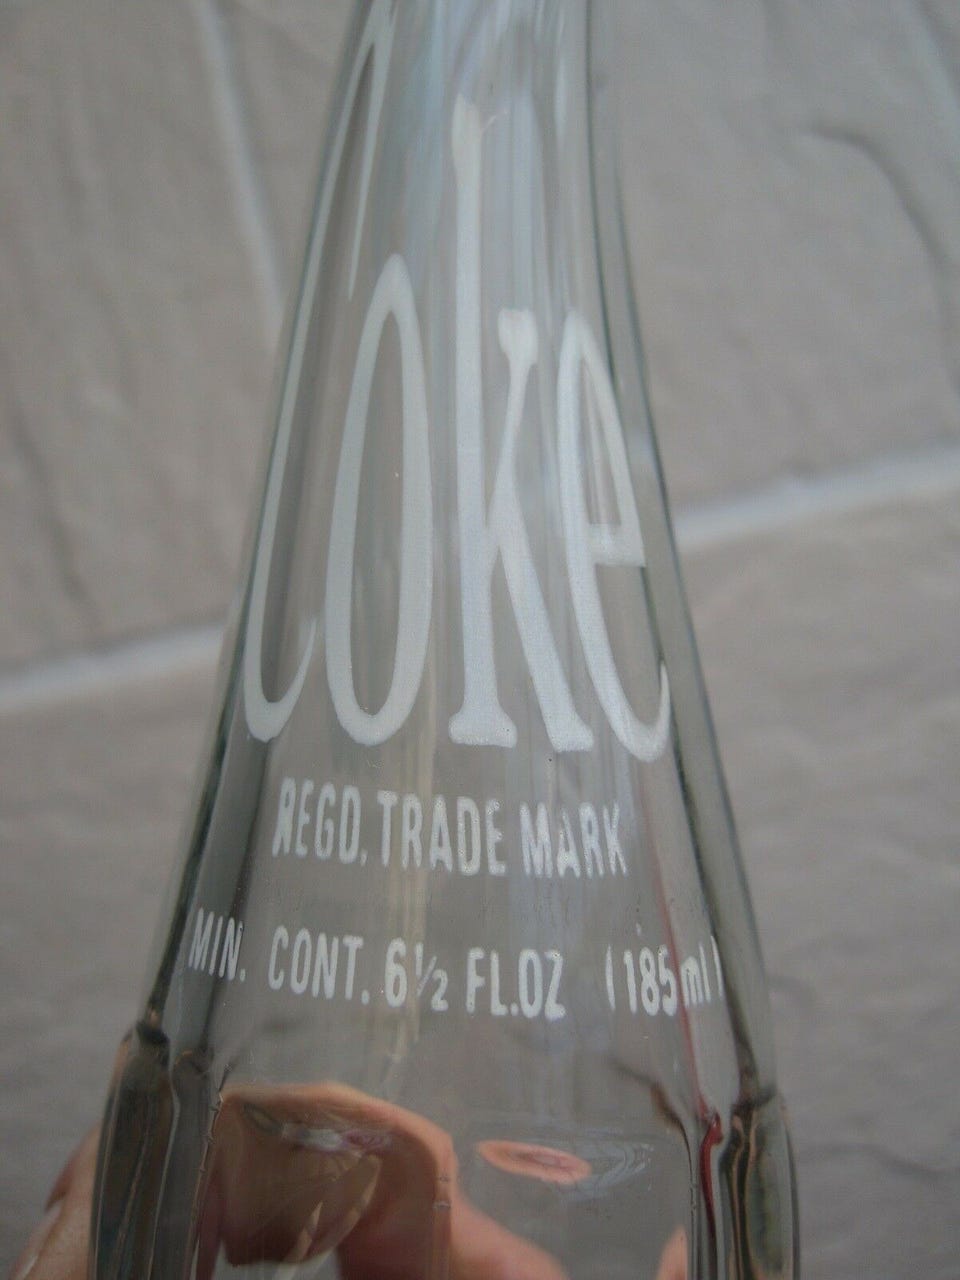 Coke
REGD. TRADE MARK
MIN. CONT. 6½ FL.OZ (185ml)